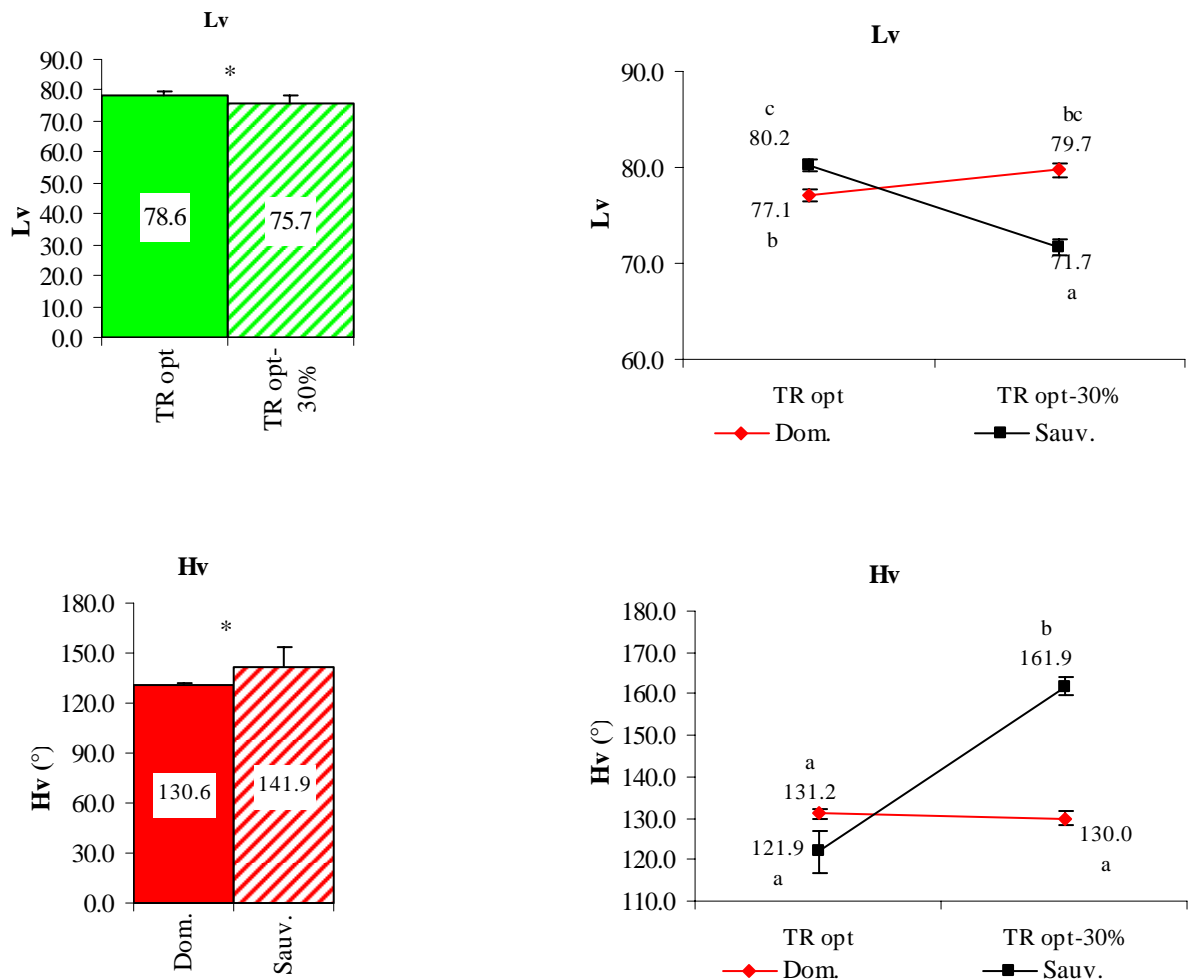 Lv
90.0
80.0
70.0
60.0
50.0
40.0
30.0
20.0
10.0
0.0
Lv
*
78.6
75.7
TR opt
TR opt-
30%
Lv
90.0
80.0
70.0
60.0
Lv
c
80.2
bc
79.7
77.1
b
71.7
a
TR opt
TR opt-30%
Dom.
Sauv.
Hv
180.0
150.0
120.0
90.0
60.0
30.0
0.0
Hv (°)
*
130.6
141.9
Dom.
Sauv.
Hv
180.0
170.0
160.0
150.0
140.0
130.0
120.0
110.0
Hv (°)
b
161.9
a
131.2
121.9
a
130.0
a
TR opt
TR opt-30%
Dom.
Sauv.